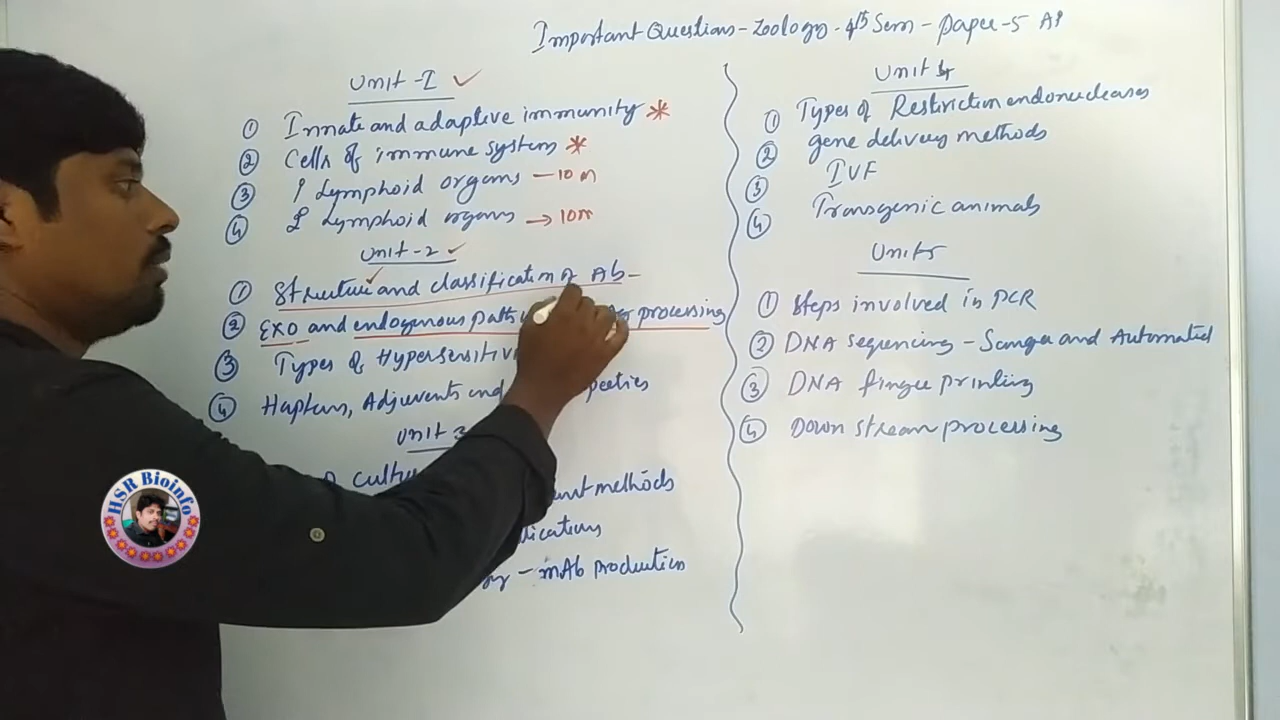 Important Questions - Zoology - 4th Sem - paper-5 AP
Unit-I ✓
① Innate and adaptive immunity *
② Cells of immune system *
③ 1° Lymphoid organs — 10 m
④ 2° Lymphoid organs → 10m
Unit-2 ✓
① Structure and classification of Ab-
② EXO and endogenous path processing
③ Types of Hypersensitiv
④ Haptens, Adjuvents and
Unit 3
of cultu methods
- mAb production
Unit 4
① Types of Restriction endonucleases
② gene delivery methods
③ IVF
④ Transgenic animals
Unit 5
① Steps involved in PCR
② DNA sequencing - Sanger and Automated
③ DNA finger printing
④ Down stream processing
HSR Bioinfo